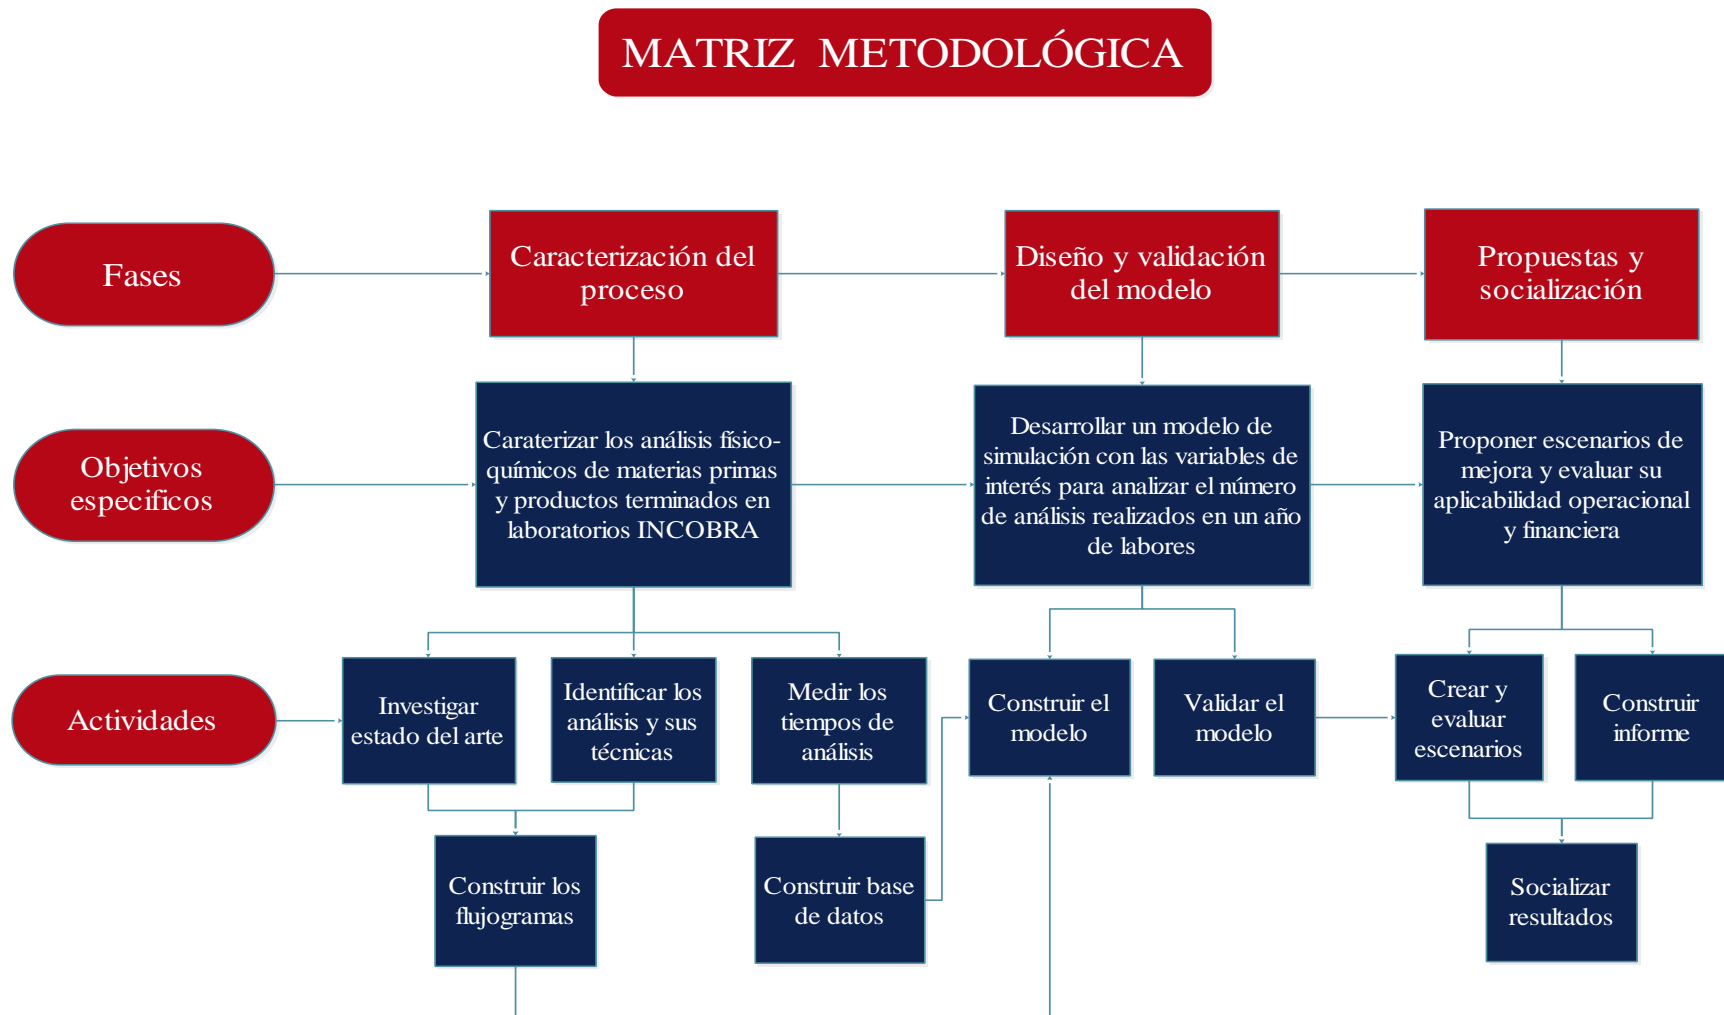 MATRIZ METODOLÓGICA
Fases
Caracterización del
proceso
Diseño y validación
del modelo
Propuestas y
socialización
Objetivos
especificos
Caraterizar los análisis físico-
químicos de materias primas
y productos terminados en
laboratorios INCOBRA
Desarrollar un modelo de
simulación con las variables de
interés para analizar el número
de análisis realizados en un año
de labores
Proponer escenarios de
mejora y evaluar su
aplicabilidad operacional
y financiera
Actividades
Investigar
estado del arte
Identificar los
análisis y sus
técnicas
Medir los
tiempos de
análisis
Construir el
modelo
Validar el
modelo
Crear y
evaluar
escenarios
Construir
informe
Construir los
flujogramas
Construir base
de datos
Socializar
resultados